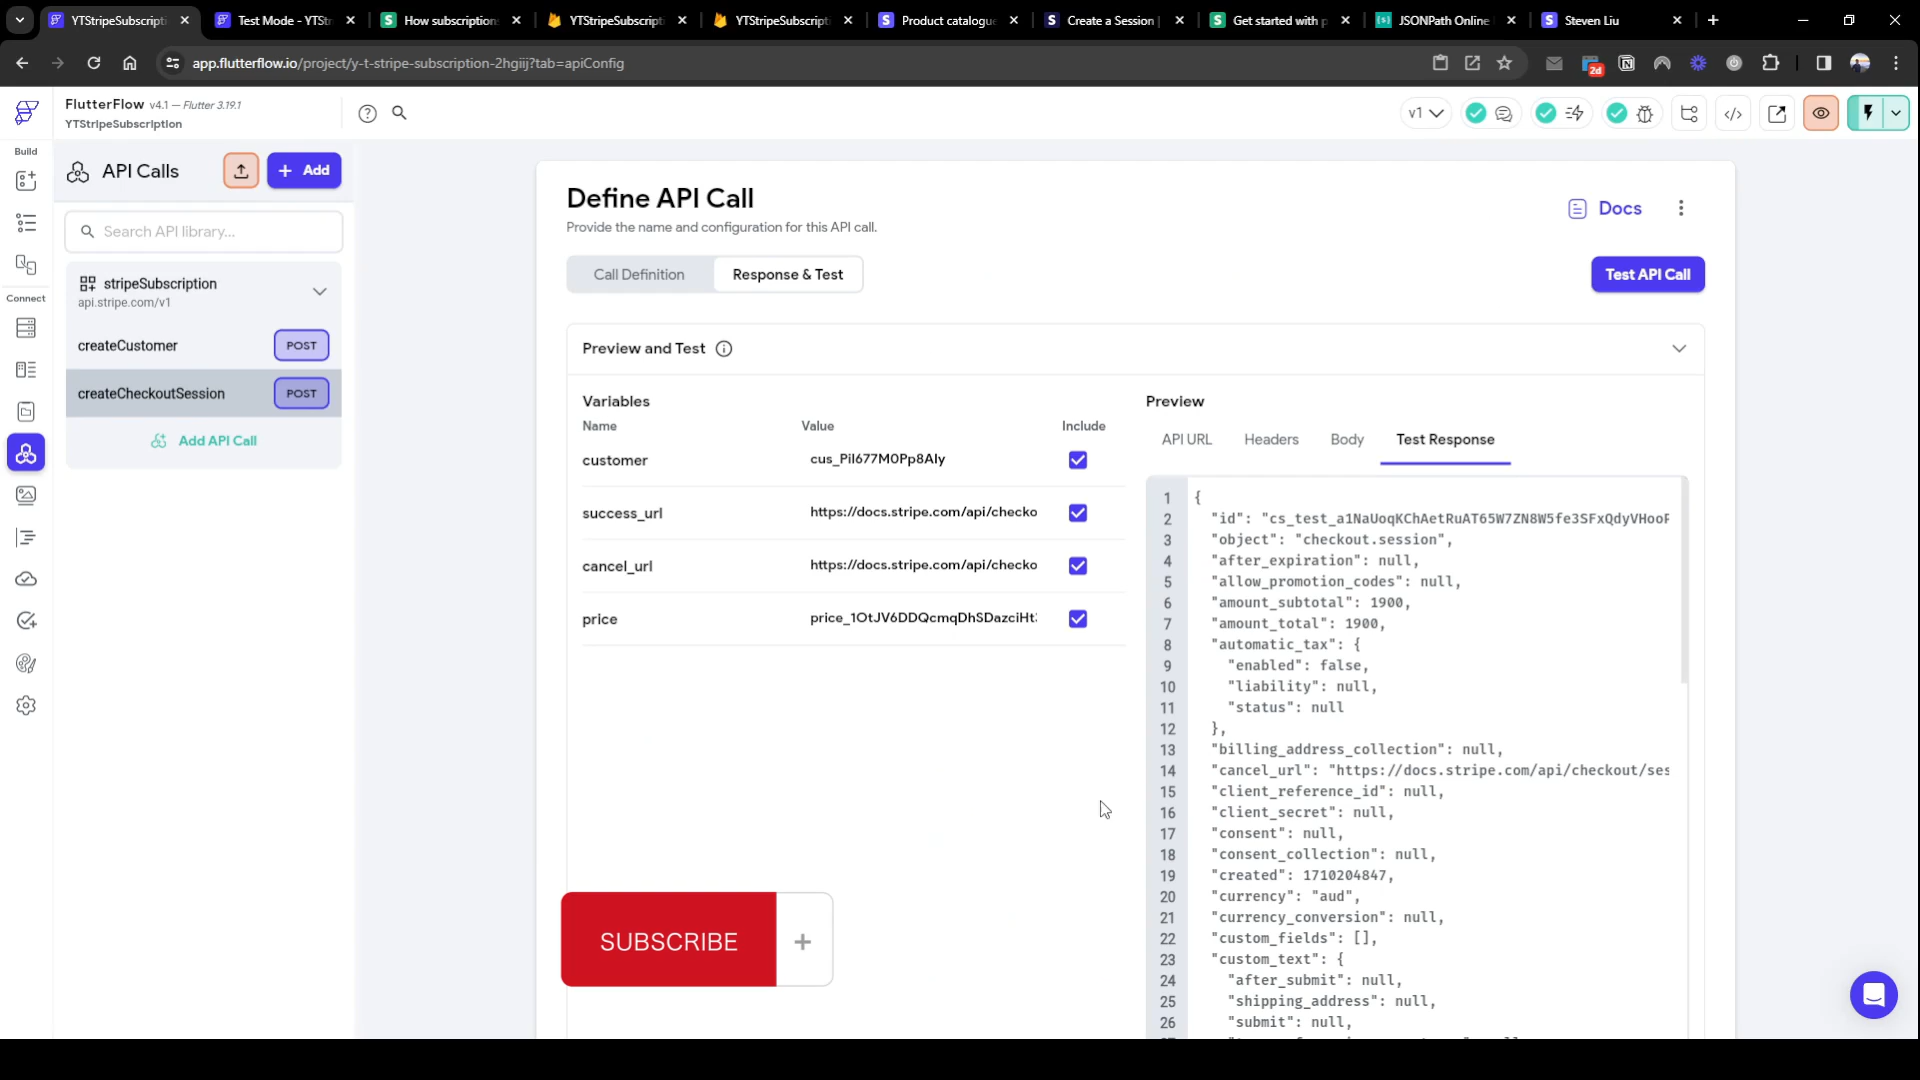 YTStripeSubscripti
Test Mode - YTStr
How subscription
YTStripeSubscripti
YTStripeSubscripti
Product catalogue
Create a Session |
Get started with p
JSONPath Online
Steven Liu
app.flutterflow.io/project/y-t-stripe-subscription-2hgiij?tab=apiConfig
2d
FlutterFlow v4.1 — Flutter 3.19.1
YTStripeSubscription
v1
Build
API Calls
+ Add
Search API library...
stripeSubscription
api.stripe.com/v1
Connect
createCustomer
POST
createCheckoutSession
POST
Add API Call
Define API Call
Provide the name and configuration for this API call.
Docs
Call Definition
Response & Test
Test API Call
Preview and Test
Variables
Name
Value
Include
customer
cus_Pil677M0Pp8Aly
success_url
https://docs.stripe.com/api/checko
cancel_url
https://docs.stripe.com/api/checko
price
price_1OtJV6DDQcmqDhSDazciHt
SUBSCRIBE
+
Preview
API URL
Headers
Body
Test Response
1 {
2 "id": "cs_test_a1NaUoqKChAetRuAT65W7ZN8W5fe3SFxQdyVHooF
3 "object": "checkout.session",
4 "after_expiration": null,
5 "allow_promotion_codes": null,
6 "amount_subtotal": 1900,
7 "amount_total": 1900,
8 "automatic_tax": {
9 "enabled": false,
10 "liability": null,
11 "status": null
12 },
13 "billing_address_collection": null,
14 "cancel_url": "https://docs.stripe.com/api/checkout/ses
15 "client_reference_id": null,
16 "client_secret": null,
17 "consent": null,
18 "consent_collection": null,
19 "created": 1710204847,
20 "currency": "aud",
21 "currency_conversion": null,
22 "custom_fields": [],
23 "custom_text": {
24 "after_submit": null,
25 "shipping_address": null,
26 "submit": null,